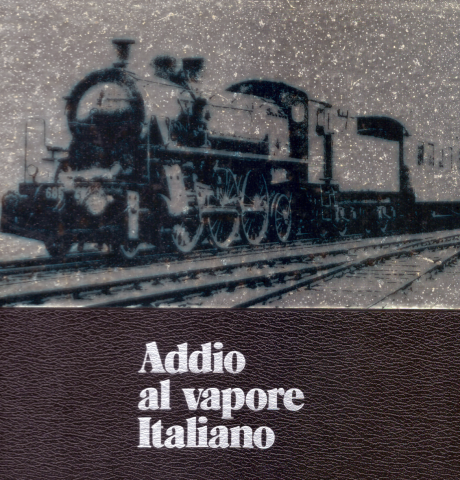 Addio
al vapore
Italiano